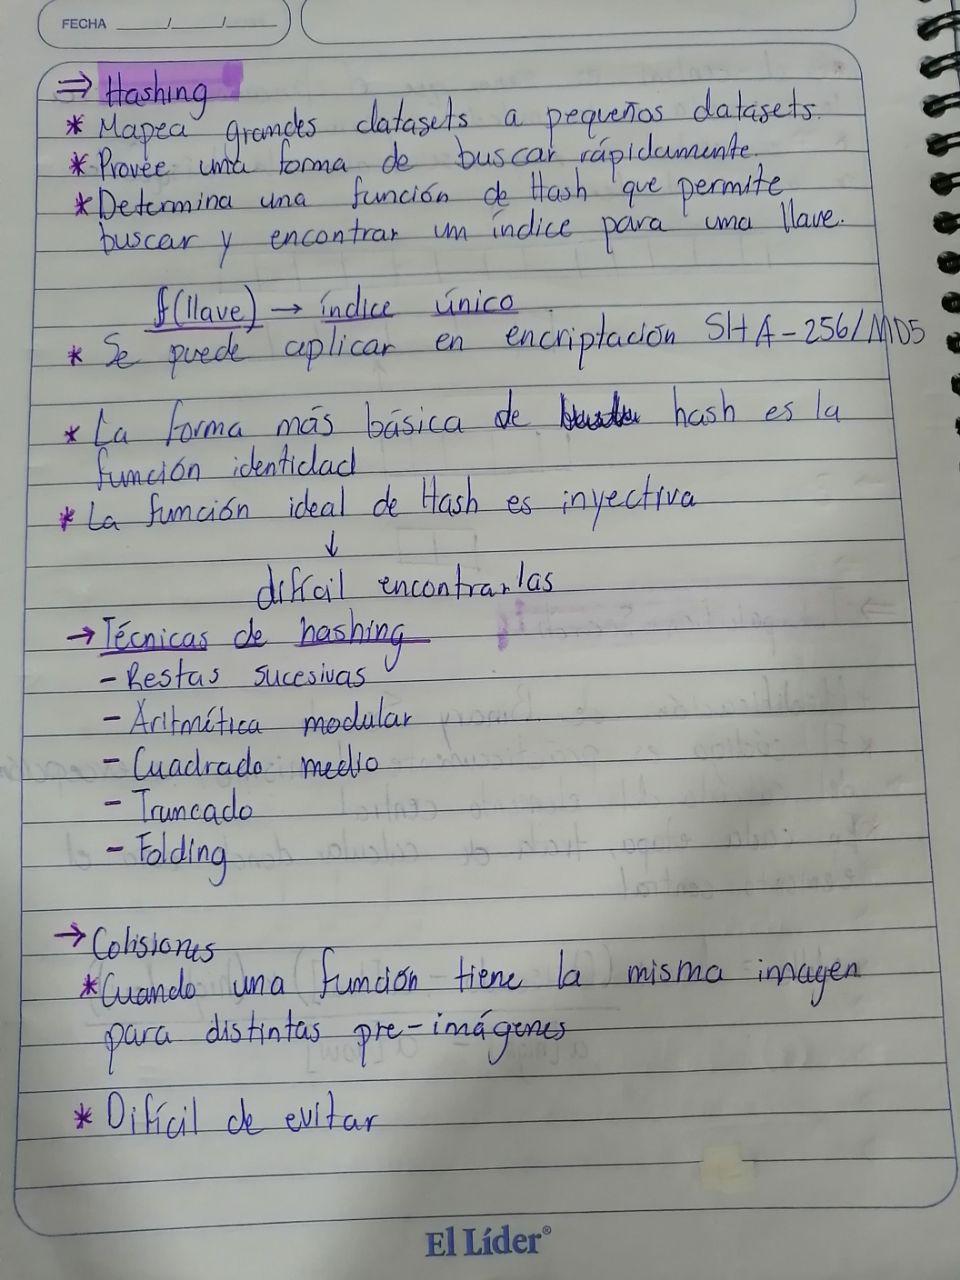 FECHA ___/___/___
⇒ Hashing
* Mapea grandes datasets a pequeños datasets.
* Provée una forma de buscar rápidamente.
* Determina una función de Hash que permite
buscar y encontrar un índice para una llave.
f(llave) → índice único
* Se puede aplicar en encriptación SHA-256/MD5
* La forma más básica de hash es la
función identidad
* La función ideal de Hash es inyectiva
↓
difícil encontrarlas
→ Técnicas de hashing
- Restas sucesivas
- Aritmética modular
- Cuadrado medio
- Truncado
- Folding
→ Colisiones
* Cuando una función tiene la misma imagen
para distintas pre-imágenes
* Difícil de evitar
El Líder®